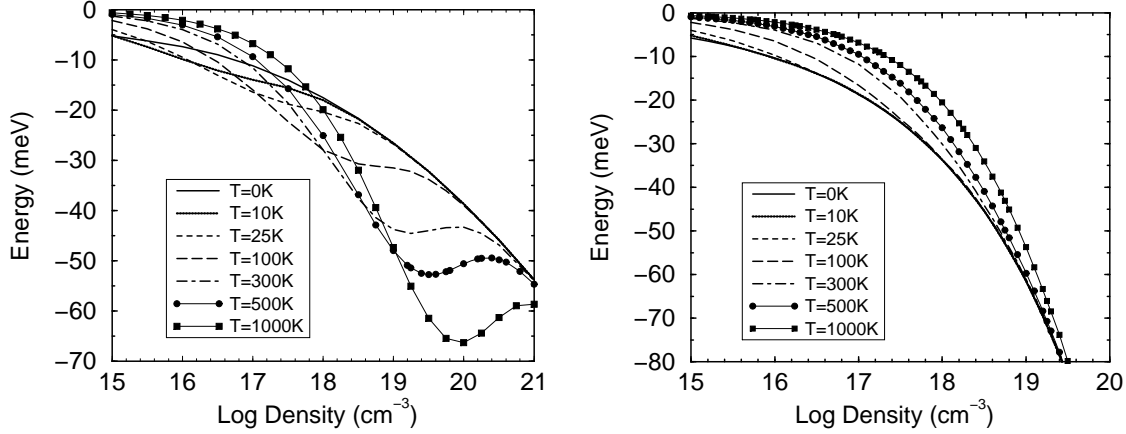 0
−10
−20
−30
−40
−50
−60
−70
Energy (meV)
15 16 17 18 19 20 21
Log Density (cm⁻³)
T=0K
T=10K
T=25K
T=100K
T=300K
T=500K
T=1000K
0
−10
−20
−30
−40
−50
−60
−70
−80
Energy (meV)
15 16 17 18 19 20
Log Density (cm⁻³)
T=0K
T=10K
T=25K
T=100K
T=300K
T=500K
T=1000K